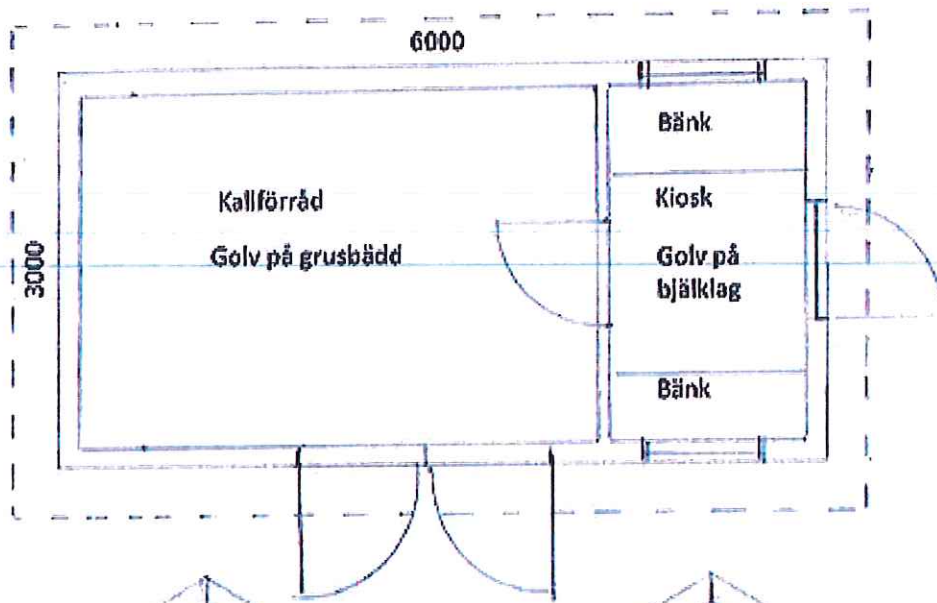 6000
3000
Kallförråd
Golv på grusbädd
Bänk
Kiosk
Golv på
bjälklag
Bänk